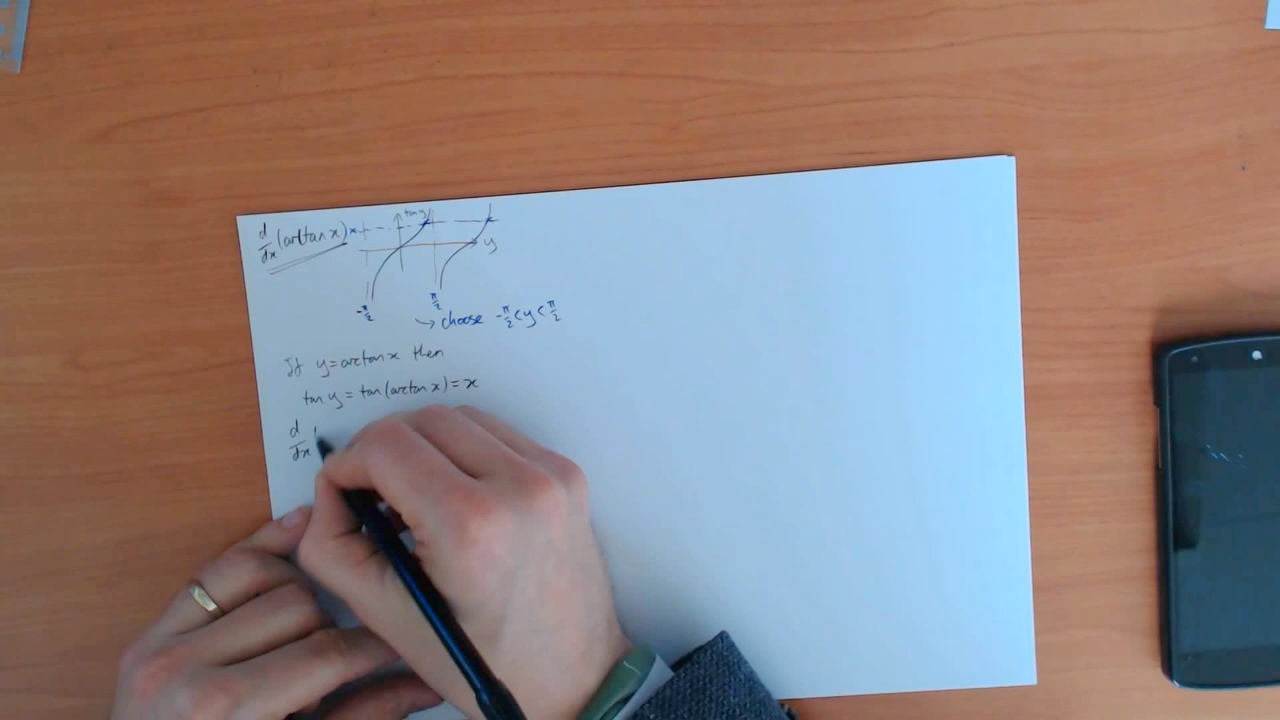 d/dx (arctan x)
x
tan y
y
-π/2
π/2
→ choose -π/2 < y < π/2
If y = arctan x then
tan y = tan(arctan x) = x
d/dx (